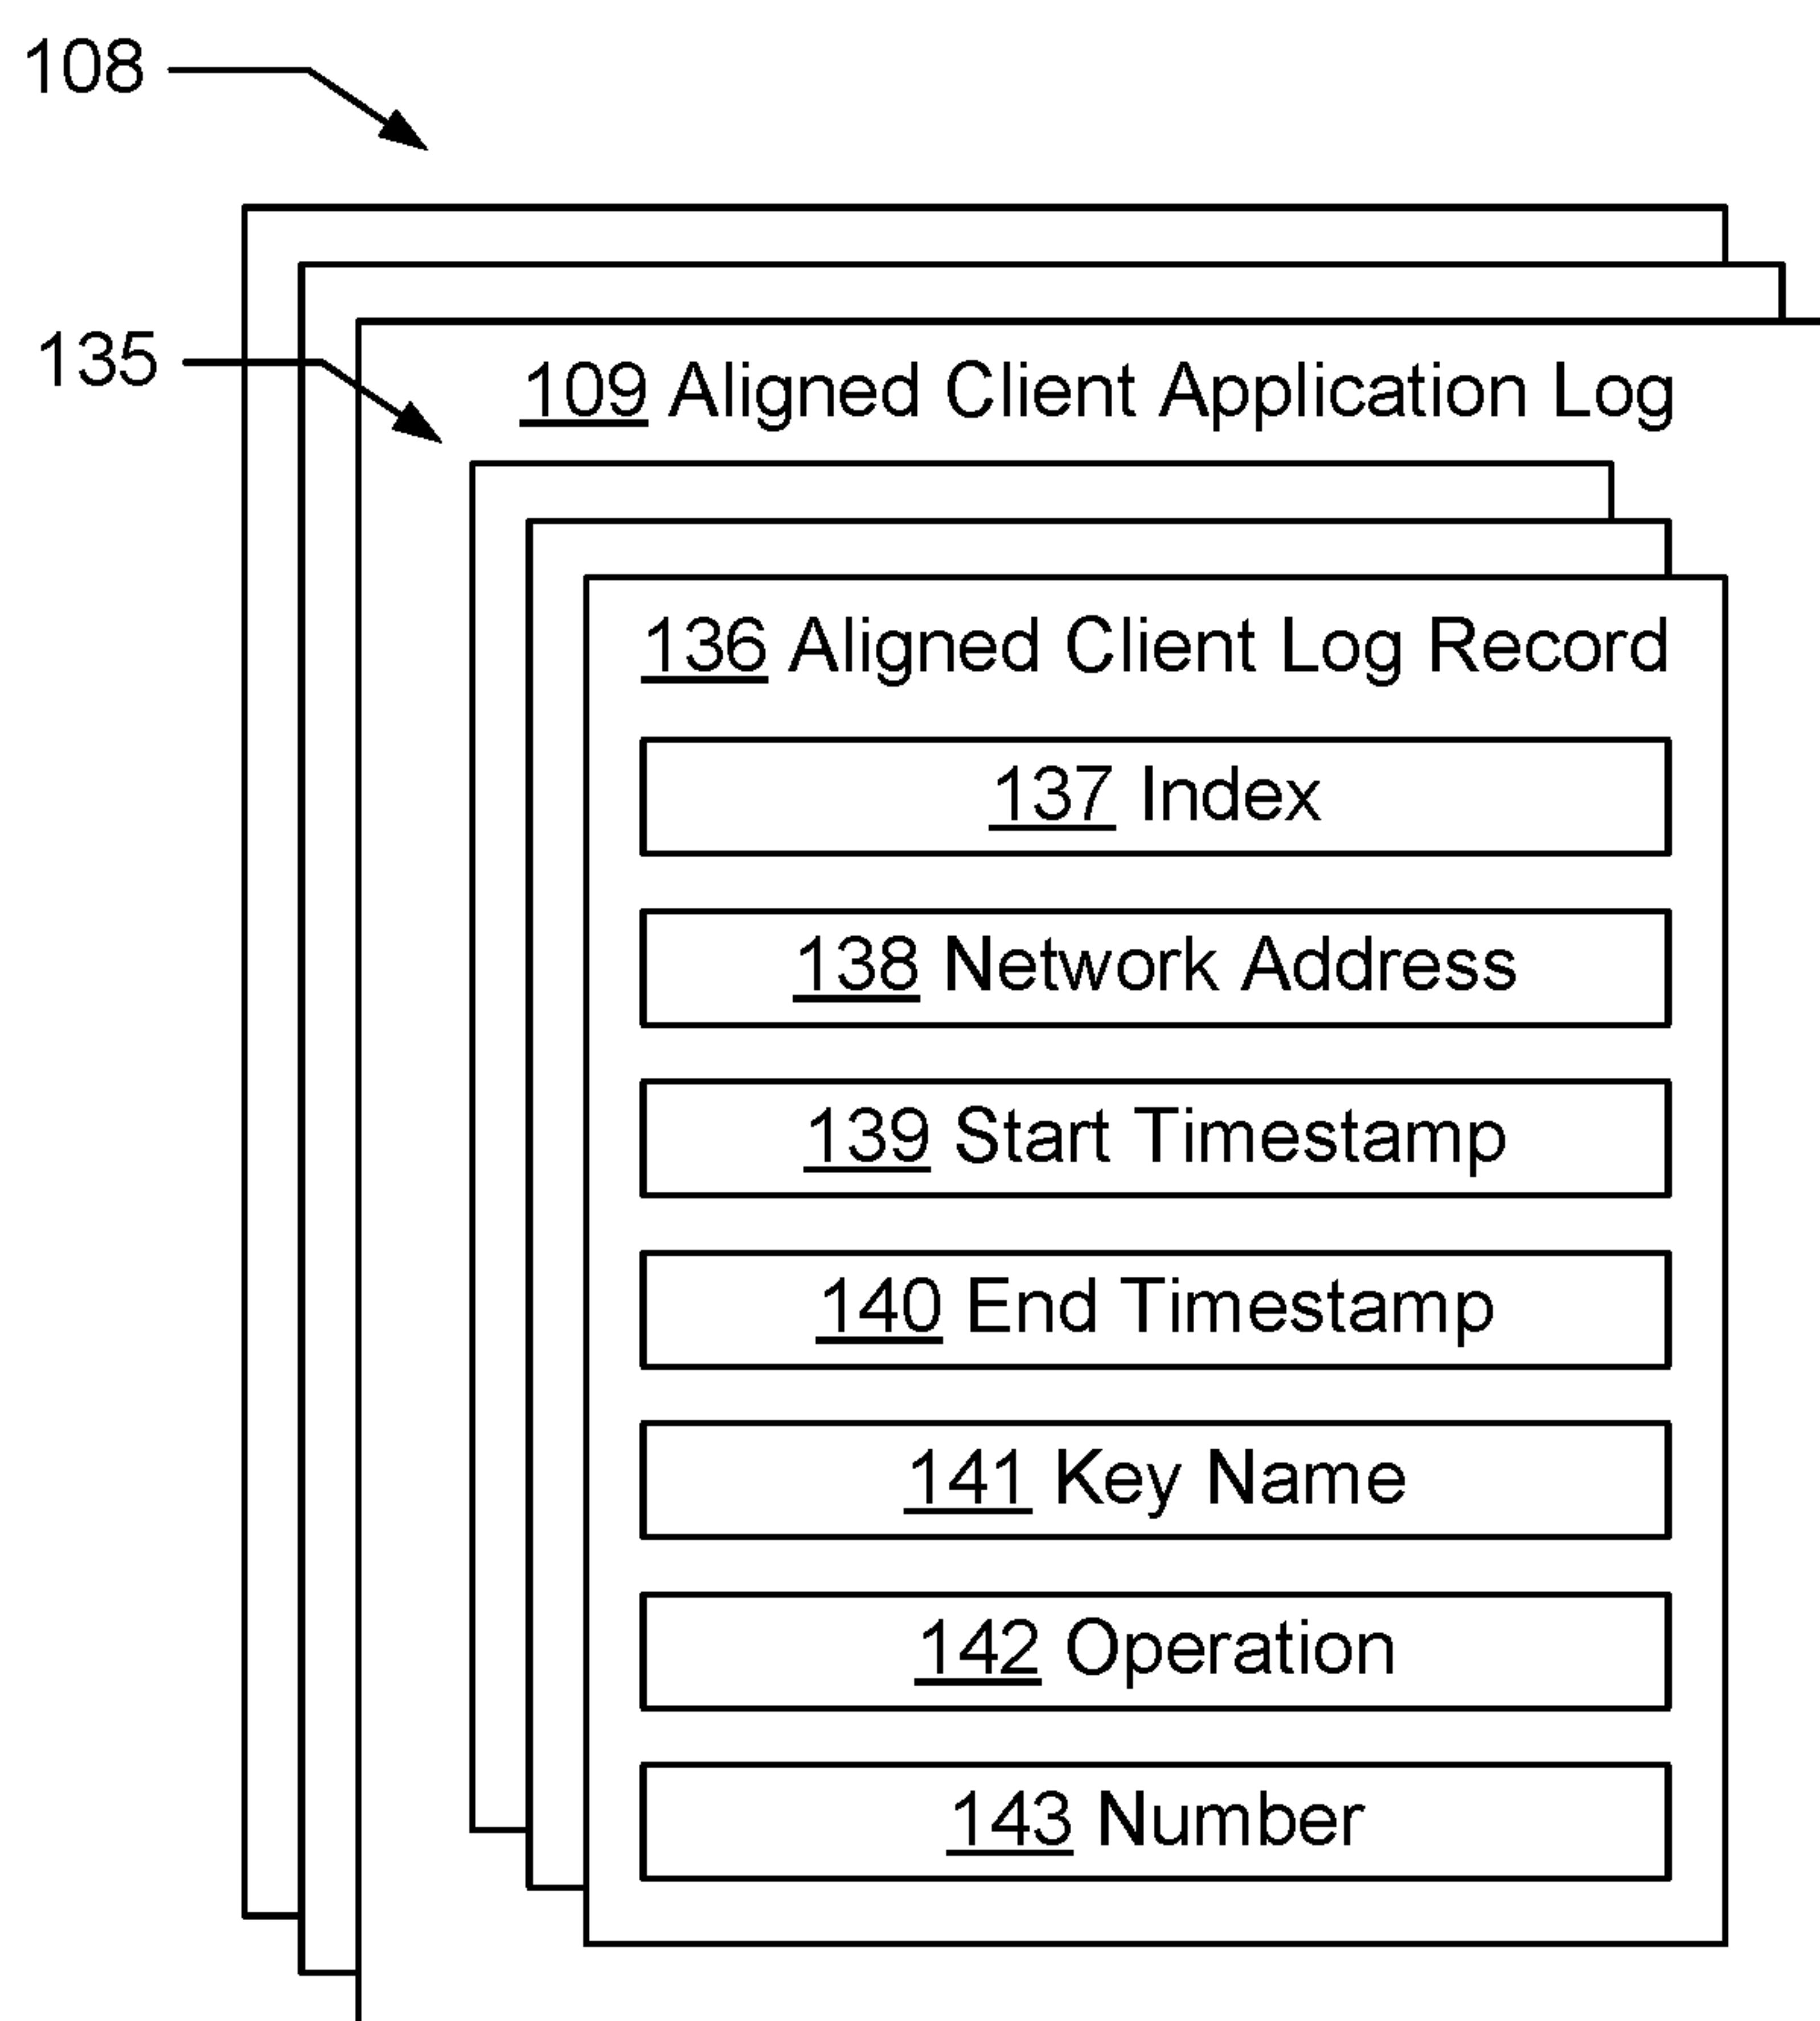 108
135
109 Aligned Client Application Log
136 Aligned Client Log Record
137 Index
138 Network Address
139 Start Timestamp
140 End Timestamp
141 Key Name
142 Operation
143 Number